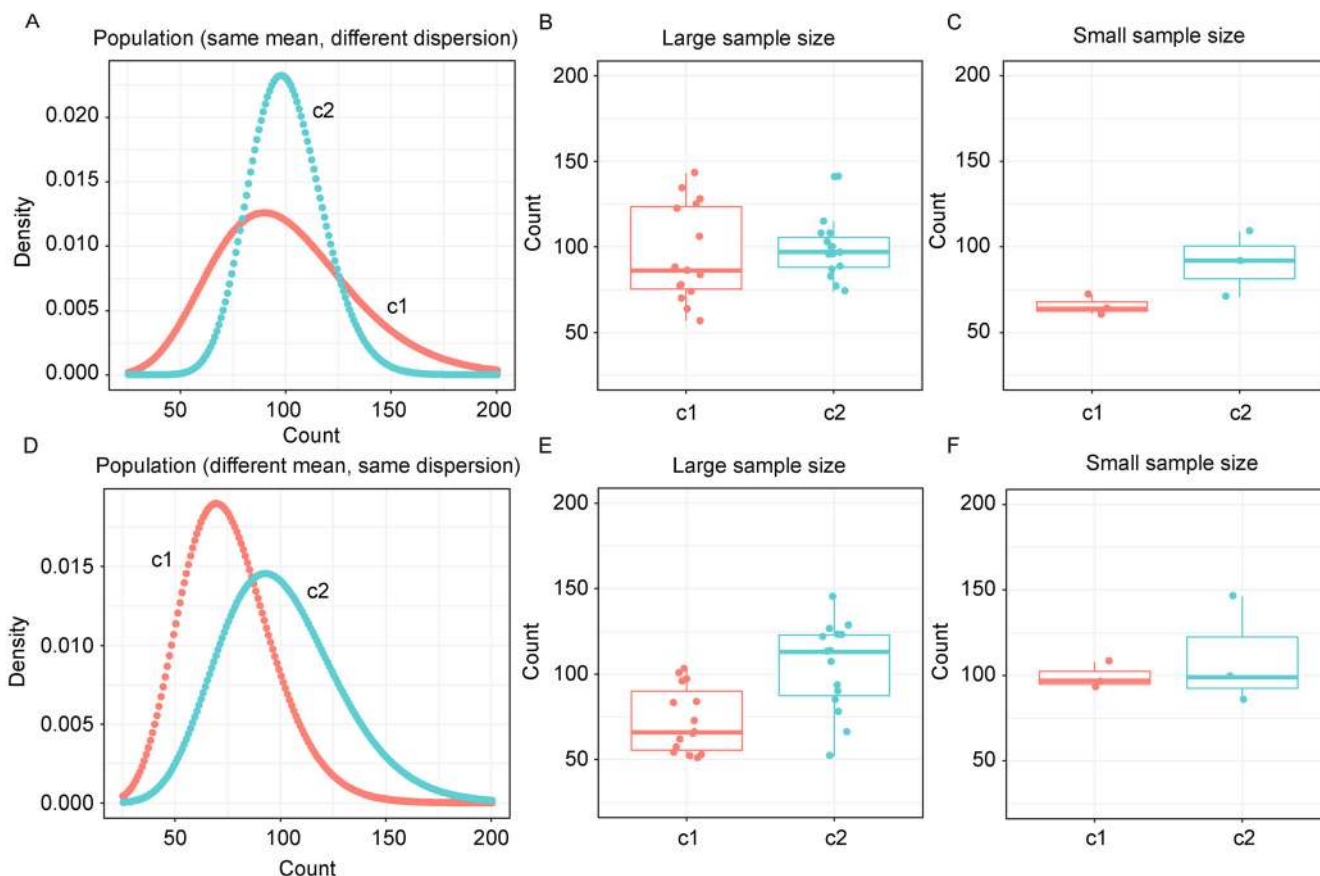 A
Population (same mean, different dispersion)
Density
0.020
0.015
0.010
0.005
0.000
c2
c1
50
100
150
200
Count
B
Large sample size
Count
200
150
100
50
c1
c2
C
Small sample size
Count
200
150
100
50
c1
c2
D
Population (different mean, same dispersion)
Density
0.015
0.010
0.005
0.000
c1
c2
50
100
150
200
Count
E
Large sample size
Count
200
150
100
50
c1
c2
F
Small sample size
Count
200
150
100
50
c1
c2